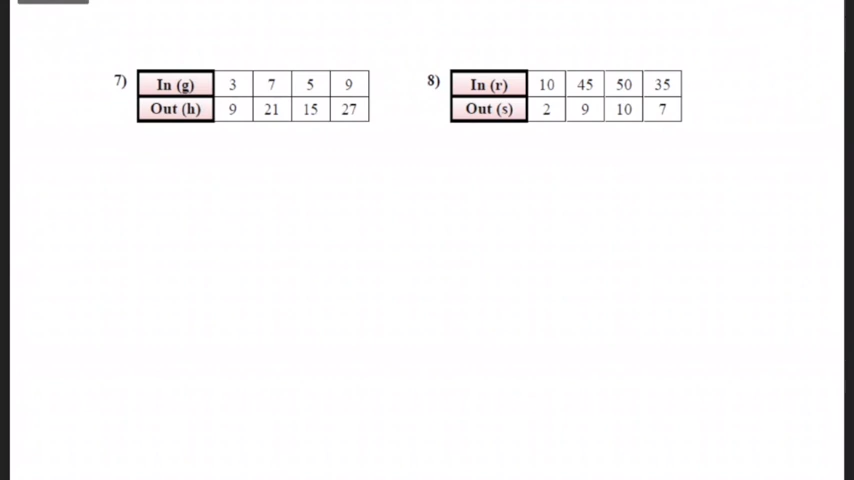 7) In (g) 3 7 5 9
Out (h) 9 21 15 27
8) In (r) 10 45 50 35
Out (s) 2 9 10 7